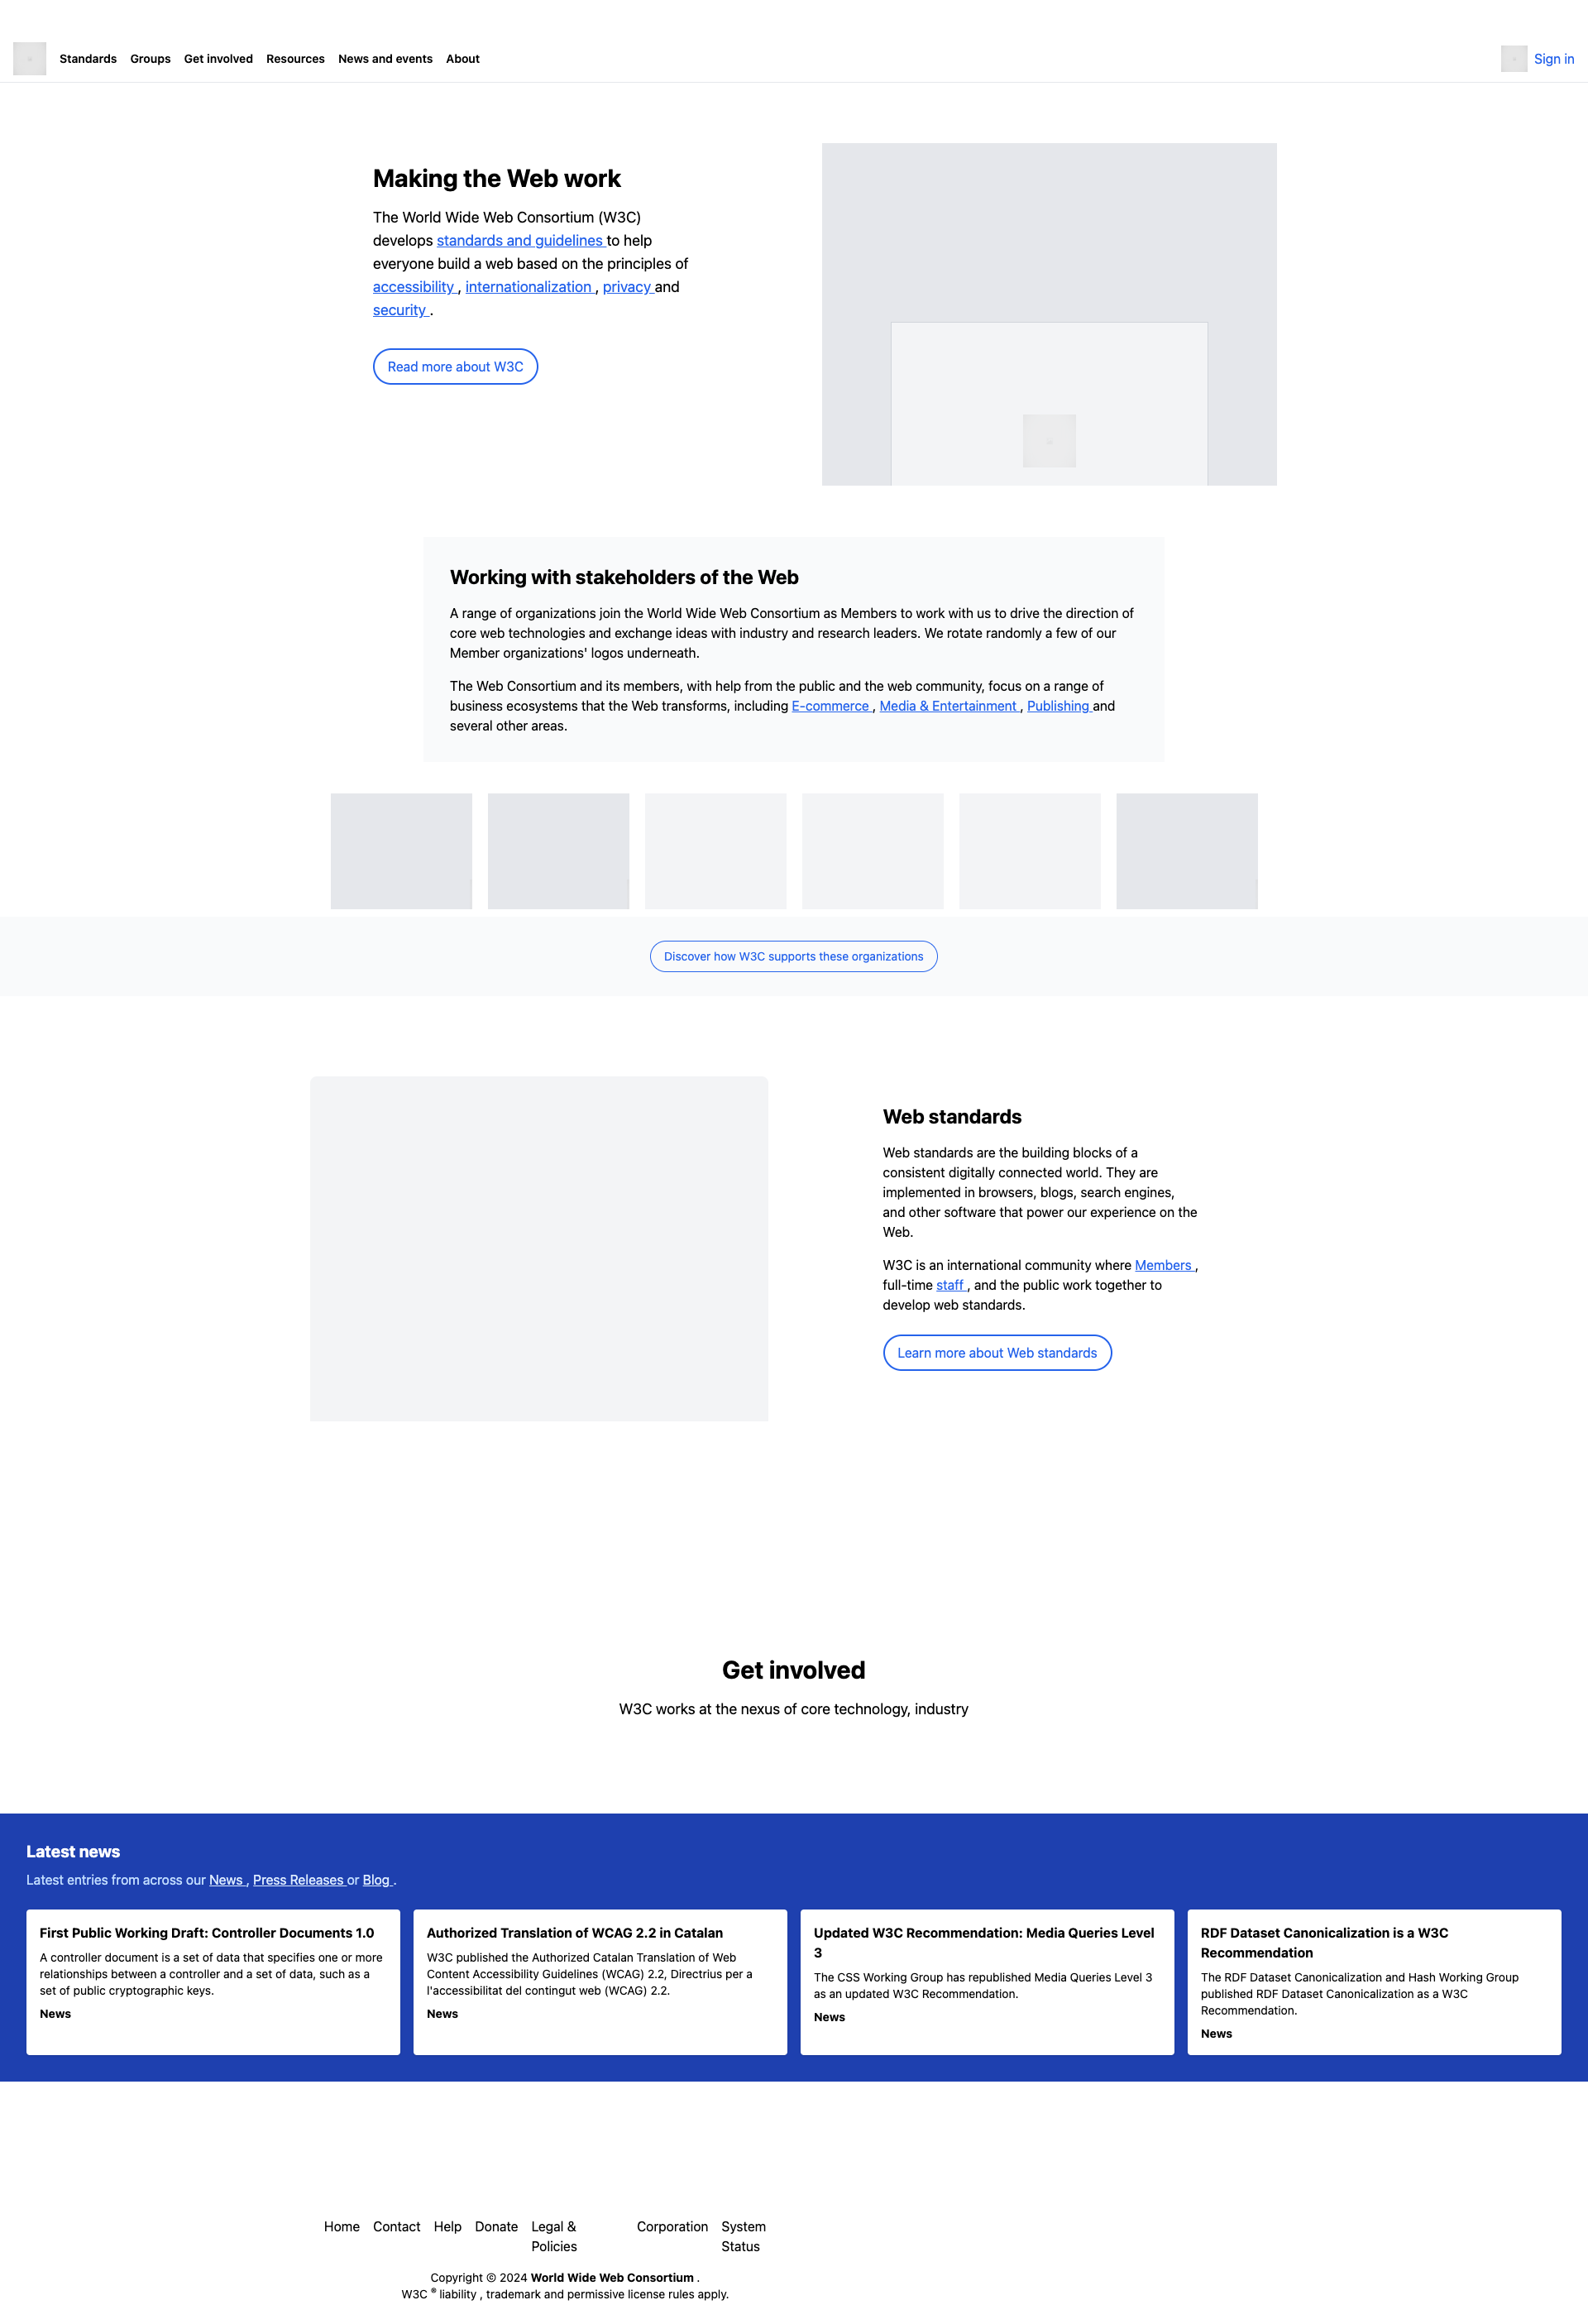 Standards Groups Get involved Resources News and events About Sign in
Making the Web work
The World Wide Web Consortium (W3C)
develops standards and guidelines to help
everyone build a web based on the principles of
accessibility , internationalization , privacy and
security .
Read more about W3C
Working with stakeholders of the Web
A range of organizations join the World Wide Web Consortium as Members to work with us to drive the direction of
core web technologies and exchange ideas with industry and research leaders. We rotate randomly a few of our
Member organizations' logos underneath.
The Web Consortium and its members, with help from the public and the web community, focus on a range of
business ecosystems that the Web transforms, including E-commerce , Media & Entertainment , Publishing and
several other areas.
Discover how W3C supports these organizations
Web standards
Web standards are the building blocks of a
consistent digitally connected world. They are
implemented in browsers, blogs, search engines,
and other software that power our experience on the
Web.
W3C is an international community where Members ,
full-time staff , and the public work together to
develop web standards.
Learn more about Web standards
Get involved
W3C works at the nexus of core technology, industry
Latest news
Latest entries from across our News , Press Releases or Blog .
First Public Working Draft: Controller Documents 1.0
A controller document is a set of data that specifies one or more
relationships between a controller and a set of data, such as a
set of public cryptographic keys.
News
Authorized Translation of WCAG 2.2 in Catalan
W3C published the Authorized Catalan Translation of Web
Content Accessibility Guidelines (WCAG) 2.2, Directrius per a
l'accessibilitat del contingut web (WCAG) 2.2.
News
Updated W3C Recommendation: Media Queries Level
3
The CSS Working Group has republished Media Queries Level 3
as an updated W3C Recommendation.
News
RDF Dataset Canonicalization is a W3C
Recommendation
The RDF Dataset Canonicalization and Hash Working Group
published RDF Dataset Canonicalization as a W3C
Recommendation.
News
Home Contact Help Donate Legal & Corporation System
Policies Status
Copyright © 2024 World Wide Web Consortium .
W3C ® liability , trademark and permissive license rules apply.